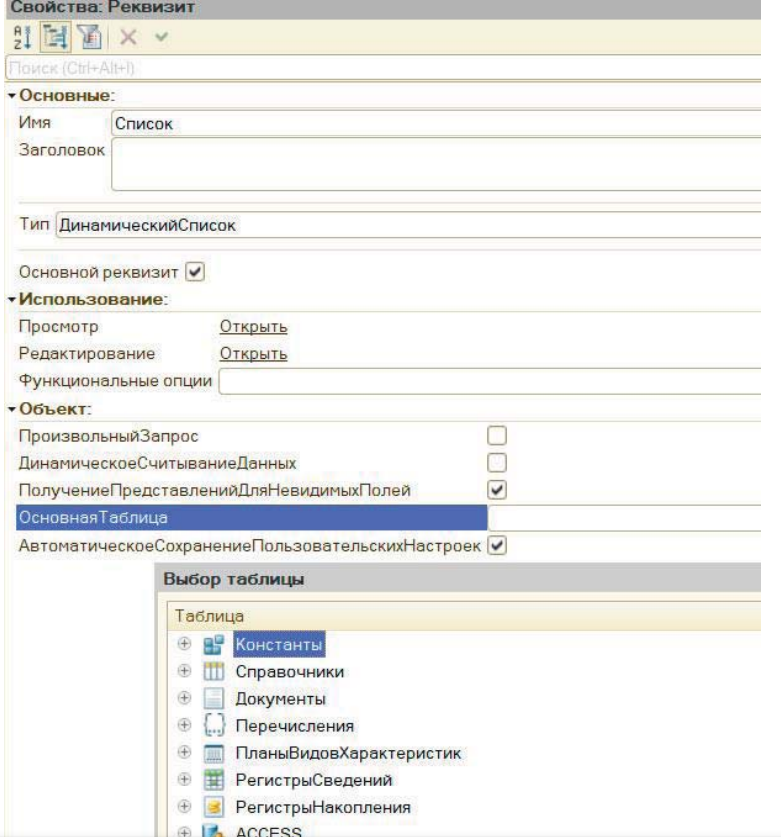 Свойства: Реквизит
Поиск (Ctrl+Alt+I)
Основные:
Имя Список
Заголовок
Тип ДинамическийСписок
Основной реквизит
Использование:
Просмотр Открыть
Редактирование Открыть
Функциональные опции
Объект:
ПроизвольныйЗапрос
ДинамическоеСчитываниеДанных
ПолучениеПредставленийДляНевидимыхПолей
ОсновнаяТаблица
АвтоматическоеСохранениеПользовательскихНастроек
Выбор таблицы
Таблица
Константы
Справочники
Документы
Перечисления
ПланыВидовХарактеристик
РегистрыСведений
РегистрыНакопления
ACCESS